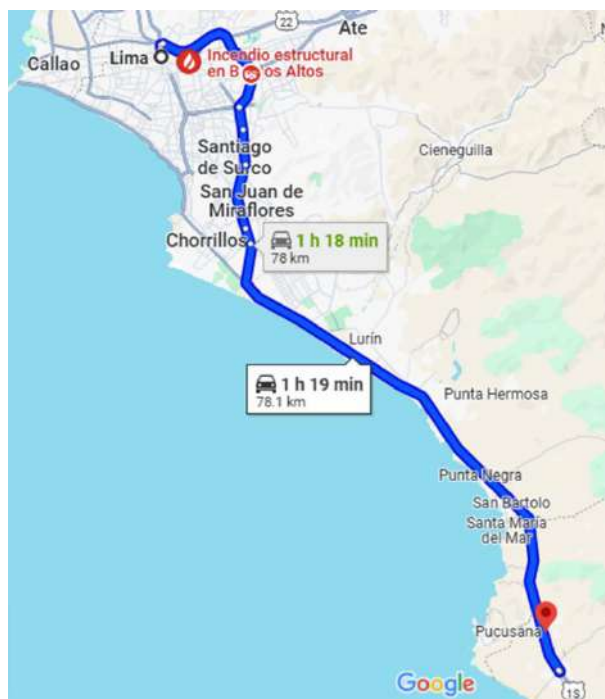 22
Ate
Lima
Callao
Incendio estructural
en B os Altos
Cieneguilla
Santiago
de Surco
San Juan de
Miraflores
Chorrillos
1 h 18 min
78 km
Lurín
1 h 19 min
78.1 km
Punta Hermosa
Punta Negra
San Bartolo
Santa María
del Mar
Pucusana
Google
1S